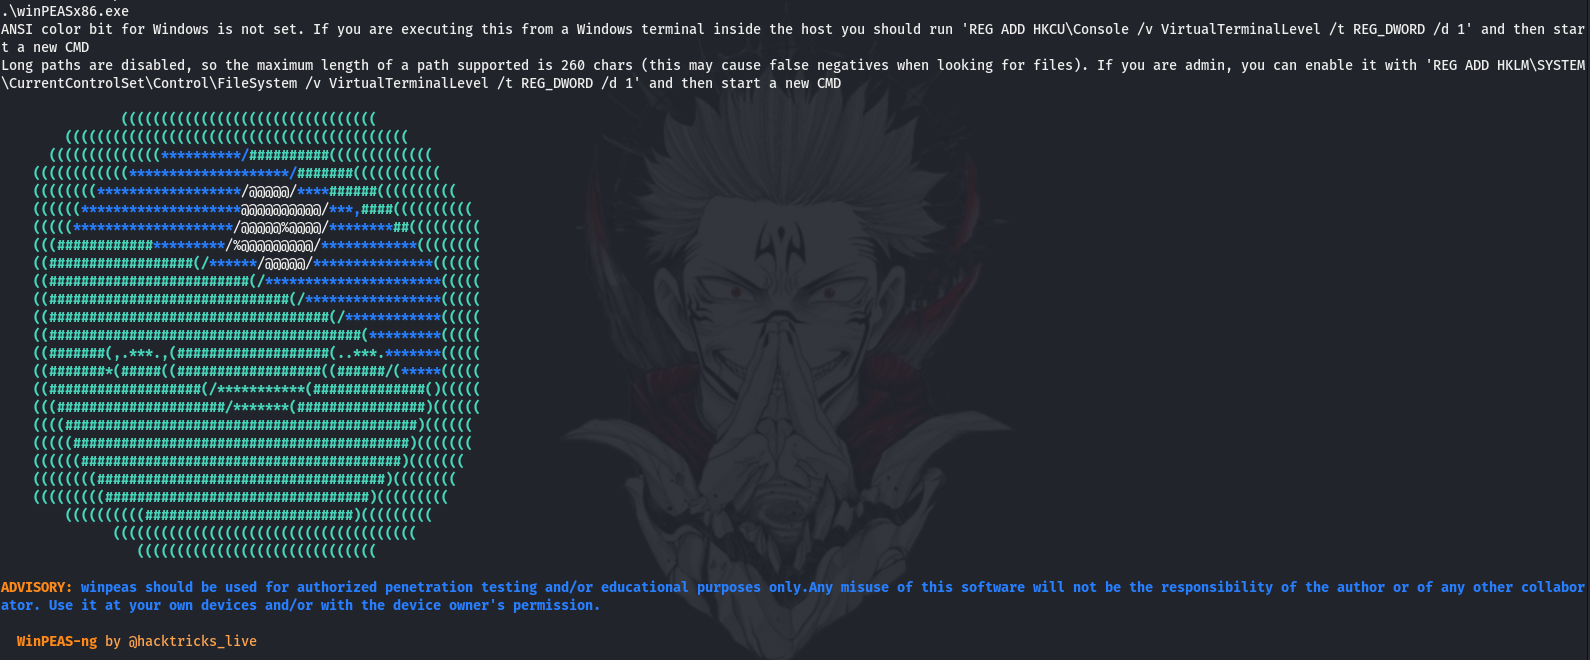 .\winPEASx86.exe
ANSI color bit for Windows is not set. If you are executing this from a Windows terminal inside the host you should run 'REG ADD HKCU\Console /v VirtualTerminalLevel /t REG_DWORD /d 1' and then star
t a new CMD
Long paths are disabled, so the maximum length of a path supported is 260 chars (this may cause false negatives when looking for files). If you are admin, you can enable it with 'REG ADD HKLM\SYSTEM
\CurrentControlSet\Control\FileSystem /v VirtualTerminalLevel /t REG_DWORD /d 1' and then start a new CMD
ADVISORY: winpeas should be used for authorized penetration testing and/or educational purposes only.Any misuse of this software will not be the responsibility of the author or of any other collabor
ator. Use it at your own devices and/or with the device owner's permission.
WinPEAS-ng by @hacktricks_live